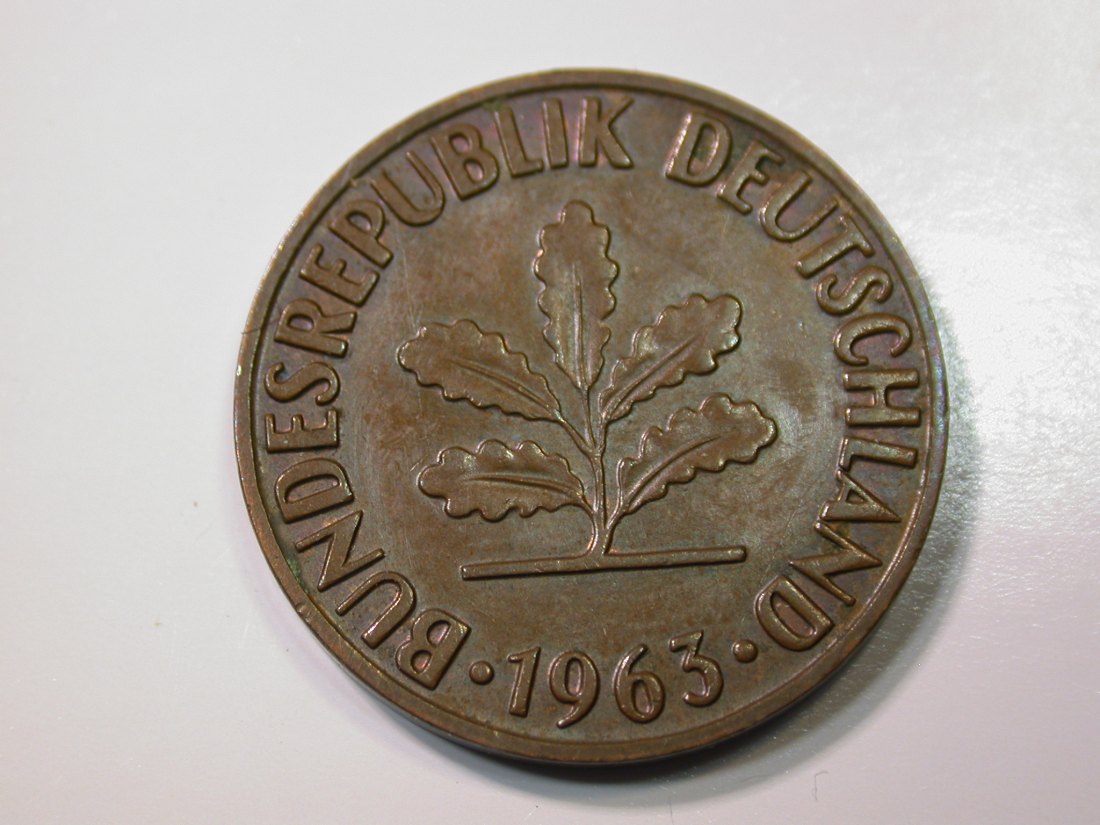 BUNDESREPUBLIK DEUTSCHLAND
· 1963 ·